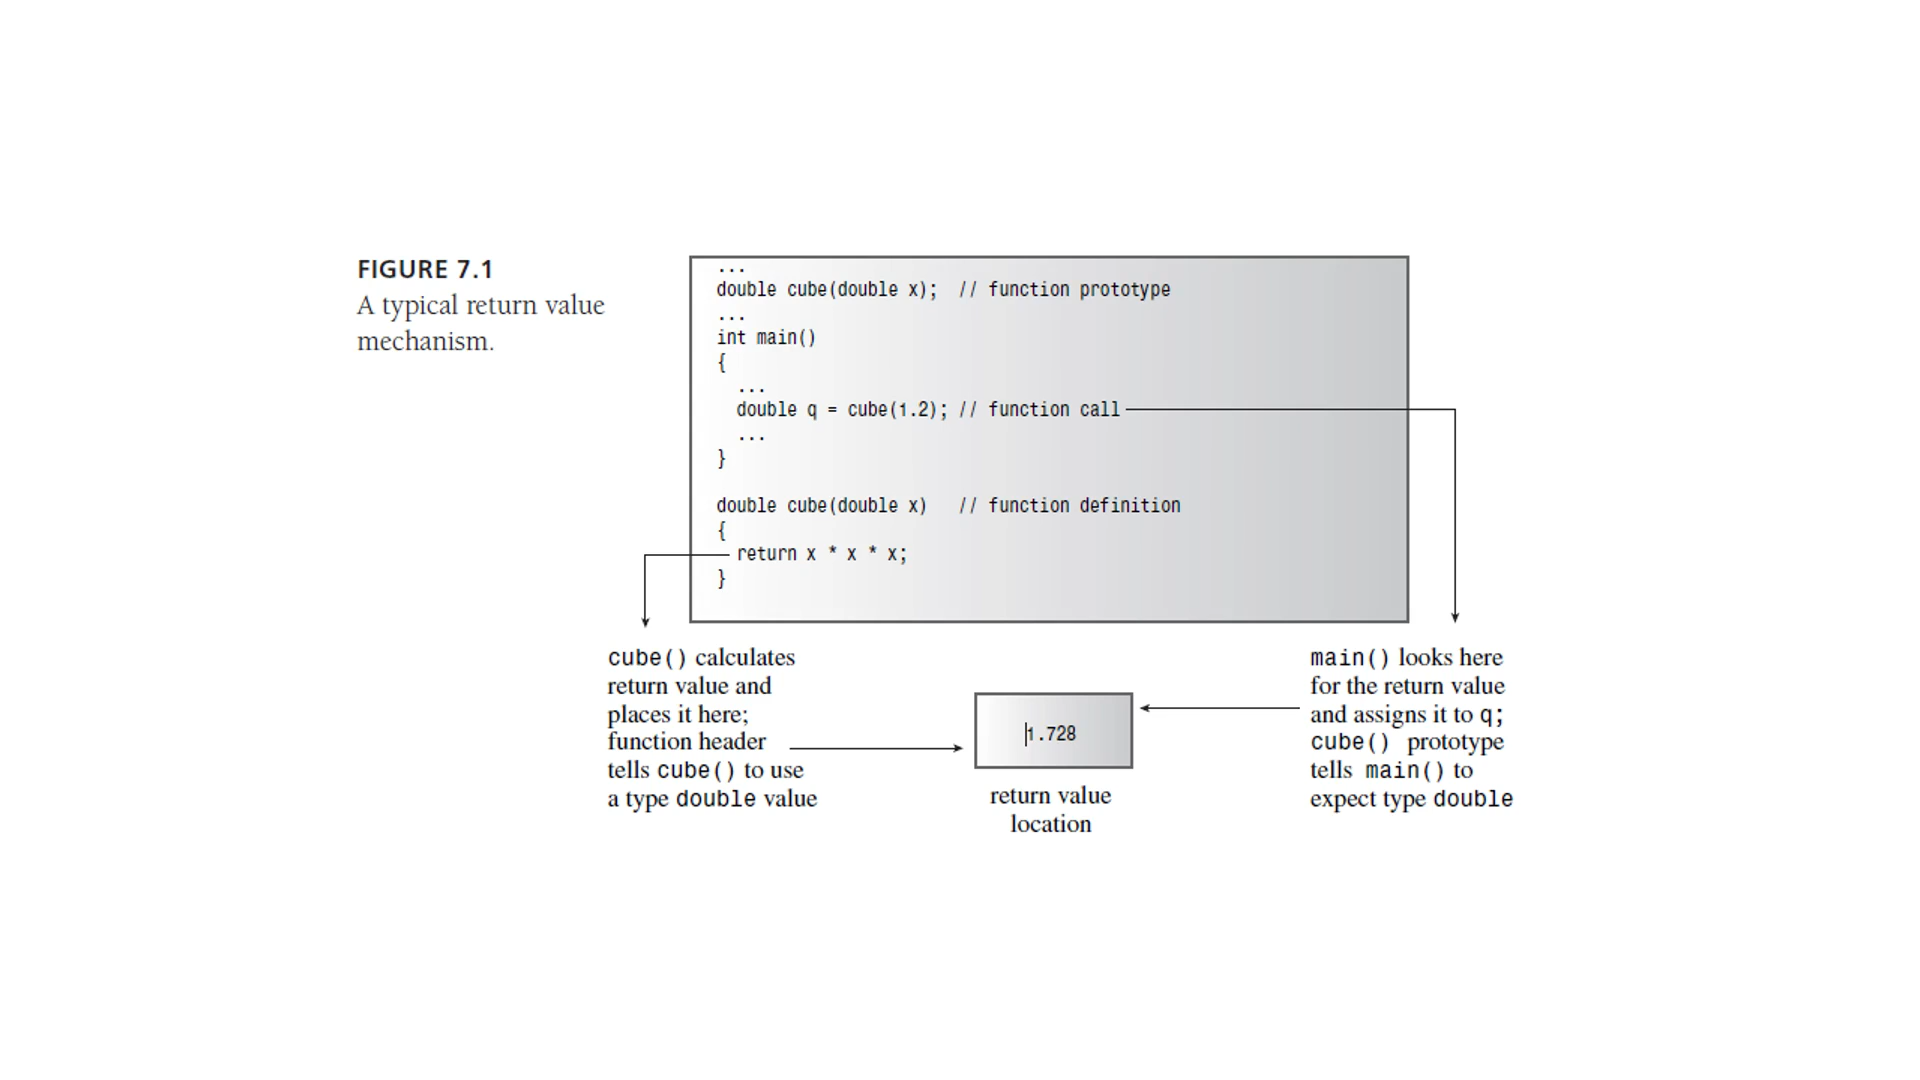 FIGURE 7.1
A typical return value
mechanism.
...
double cube(double x);  // function prototype
...
int main()
{
  ...
  double q = cube(1.2); // function call
  ...
}
double cube(double x)   // function definition
{
  return x * x * x;
}
cube() calculates
return value and
places it here;
function header
tells cube() to use
a type double value
1.728
return value
location
main() looks here
for the return value
and assigns it to q;
cube() prototype
tells main() to
expect type double